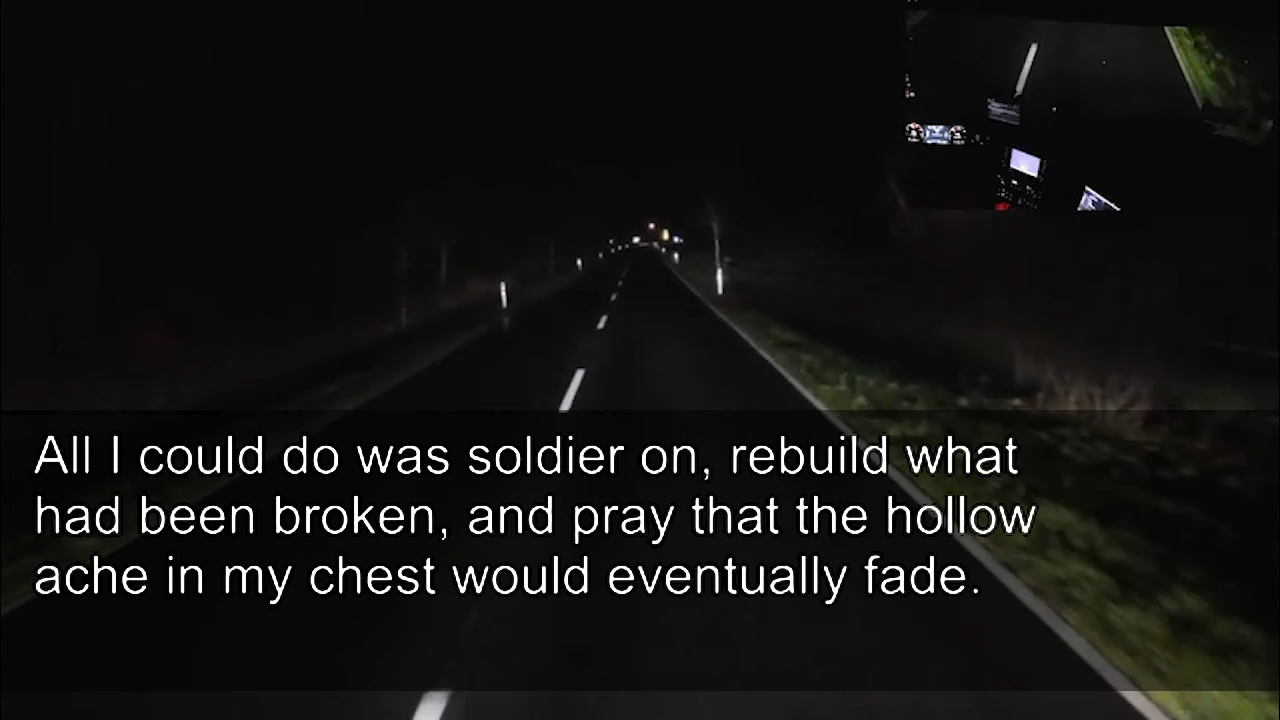 All I could do was soldier on, rebuild what
had been broken, and pray that the hollow
ache in my chest would eventually fade.